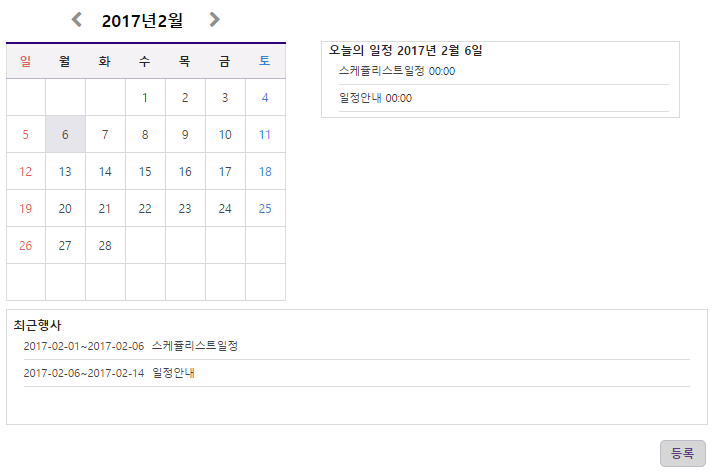 2017년2월
일 월 화 수 목 금 토
1 2 3 4
5 6 7 8 9 10 11
12 13 14 15 16 17 18
19 20 21 22 23 24 25
26 27 28
오늘의 일정 2017년 2월 6일
스케쥴리스트일정 00:00
일정안내 00:00
최근행사
2017-02-01~2017-02-06 스케쥴리스트일정
2017-02-06~2017-02-14 일정안내
등록